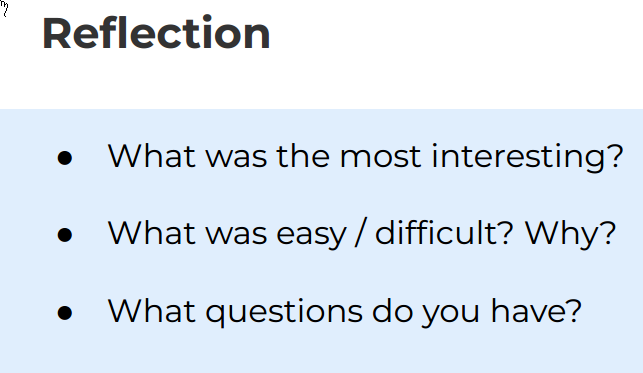 Reflection
● What was the most interesting?
● What was easy / difficult? Why?
● What questions do you have?